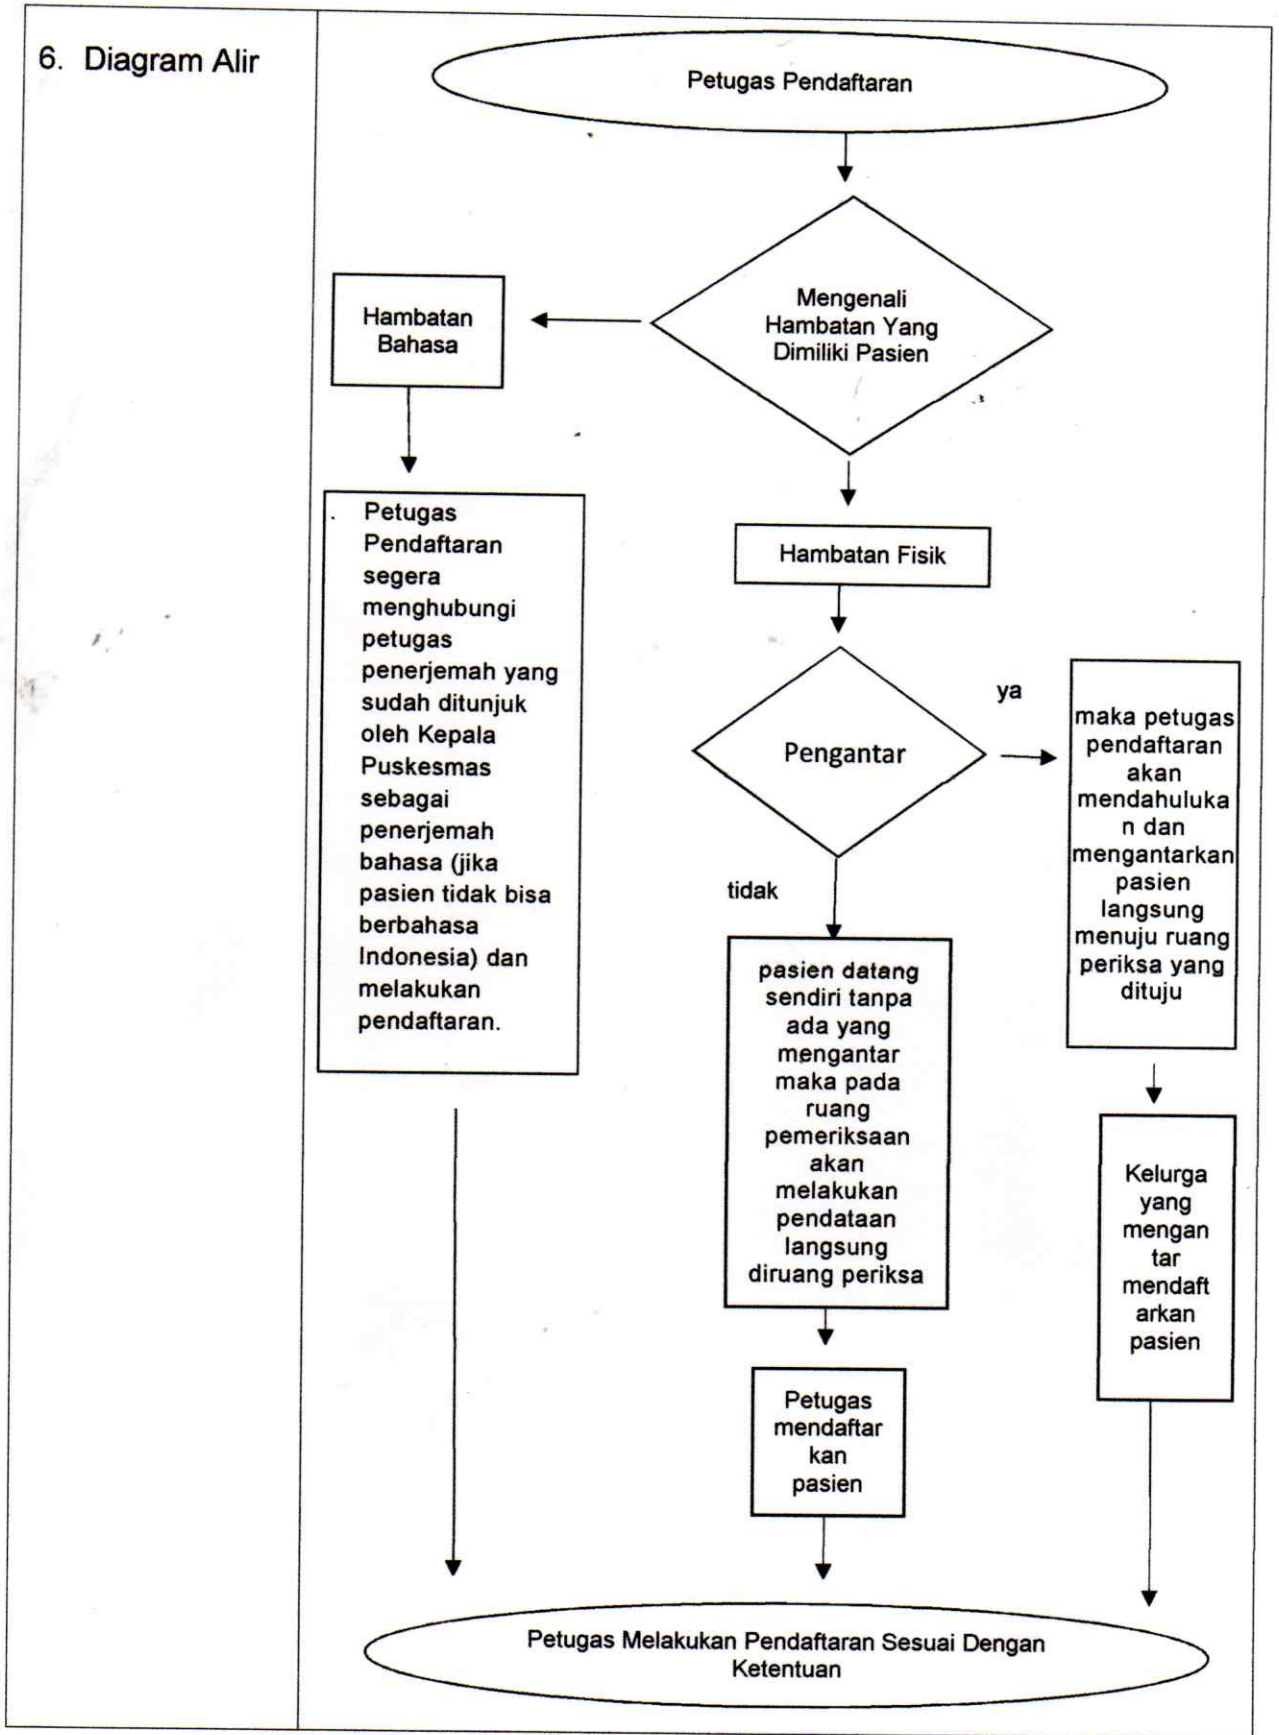 6. Diagram Alir
Petugas Pendaftaran
Mengenali
Hambatan Yang
Dimiliki Pasien
Hambatan
Bahasa
Petugas
Pendaftaran
segera
menghubungi
petugas
penerjemah yang
sudah ditunjuk
oleh Kepala
Puskesmas
sebagai
penerjemah
bahasa (jika
pasien tidak bisa
berbahasa
Indonesia) dan
melakukan
pendaftaran.
Hambatan Fisik
Pengantar
ya
maka petugas
pendaftaran
akan
mendahuluka
n dan
mengantarkan
pasien
langsung
menuju ruang
periksa yang
dituju
tidak
pasien datang
sendiri tanpa
ada yang
mengantar
maka pada
ruang
pemeriksaan
akan
melakukan
pendataan
langsung
diruang periksa
Kelurga
yang
mengan
tar
mendaft
arkan
pasien
Petugas
mendaftar
kan
pasien
Petugas Melakukan Pendaftaran Sesuai Dengan
Ketentuan